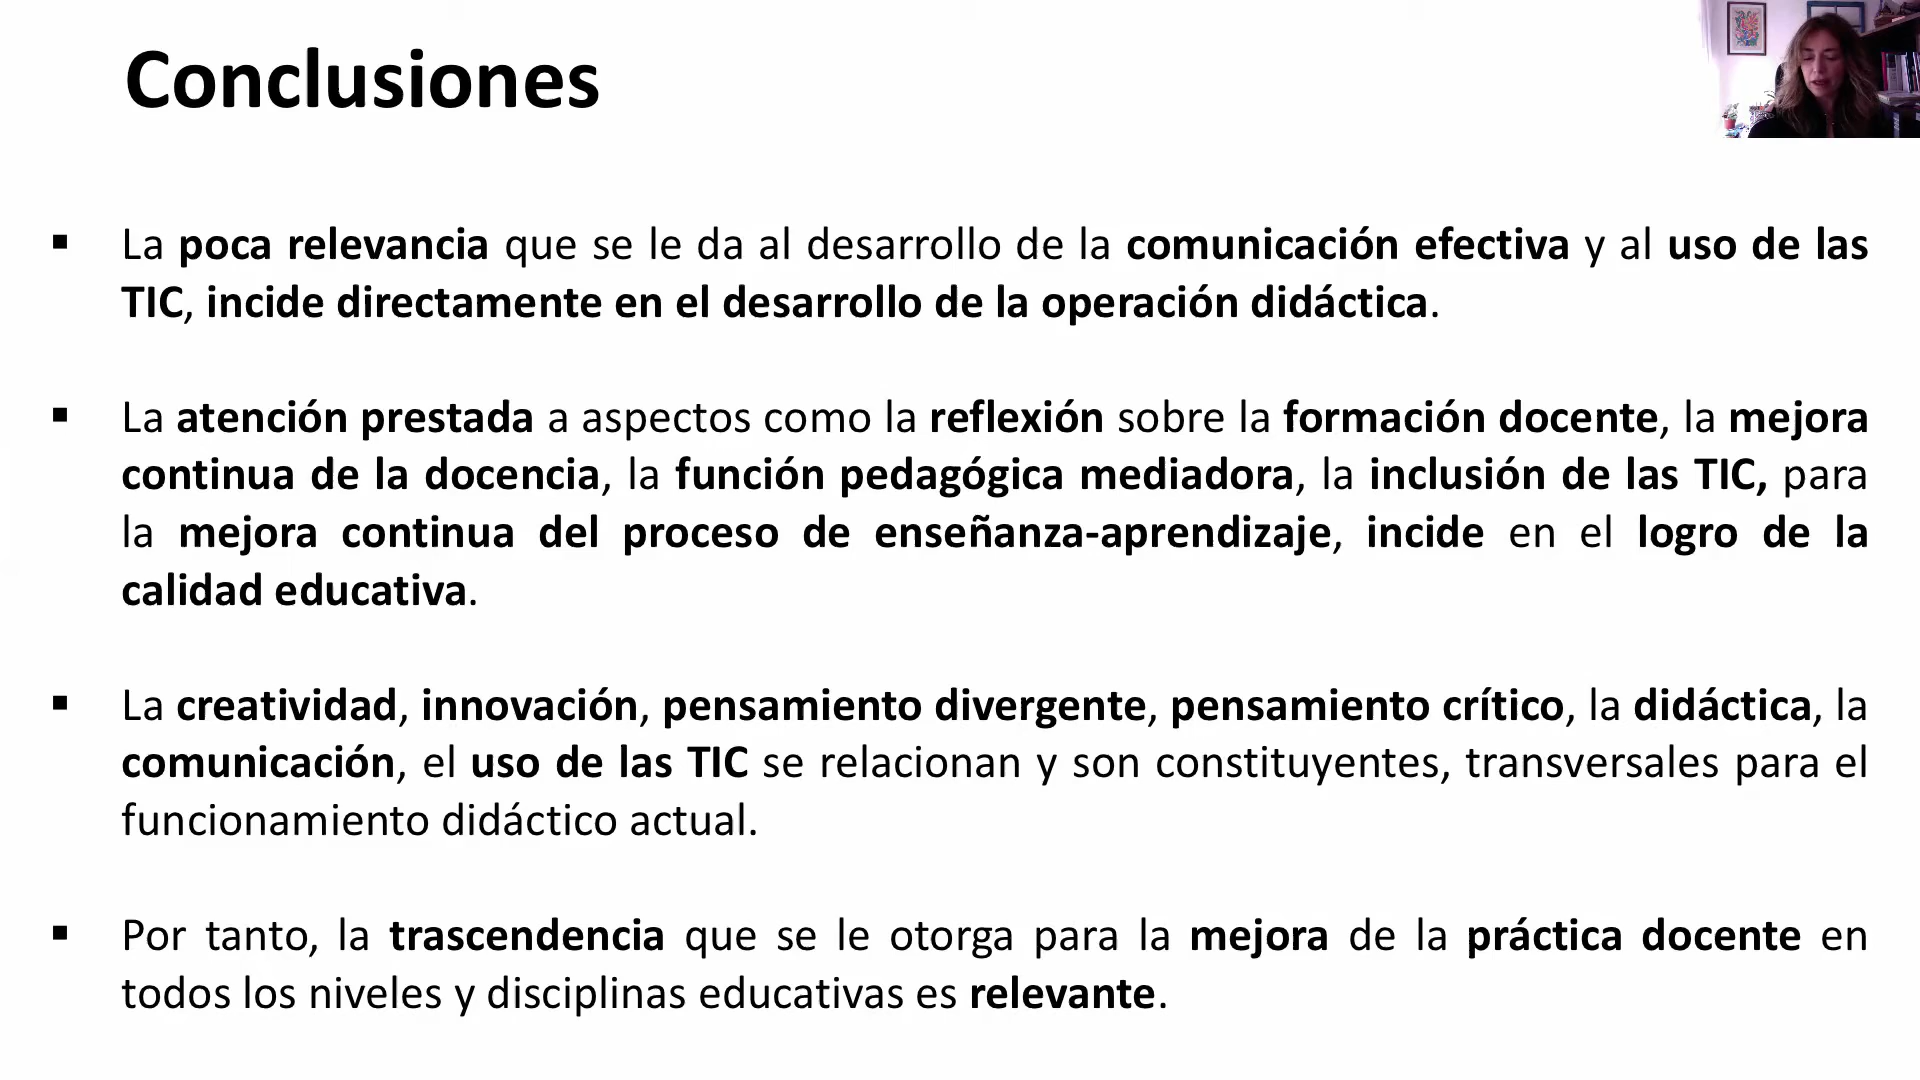 Conclusiones
▪ La poca relevancia que se le da al desarrollo de la comunicación efectiva y al uso de las
TIC, incide directamente en el desarrollo de la operación didáctica.
▪ La atención prestada a aspectos como la reflexión sobre la formación docente, la mejora
continua de la docencia, la función pedagógica mediadora, la inclusión de las TIC, para
la mejora continua del proceso de enseñanza-aprendizaje, incide en el logro de la
calidad educativa.
▪ La creatividad, innovación, pensamiento divergente, pensamiento crítico, la didáctica, la
comunicación, el uso de las TIC se relacionan y son constituyentes, transversales para el
funcionamiento didáctico actual.
▪ Por tanto, la trascendencia que se le otorga para la mejora de la práctica docente en
todos los niveles y disciplinas educativas es relevante.